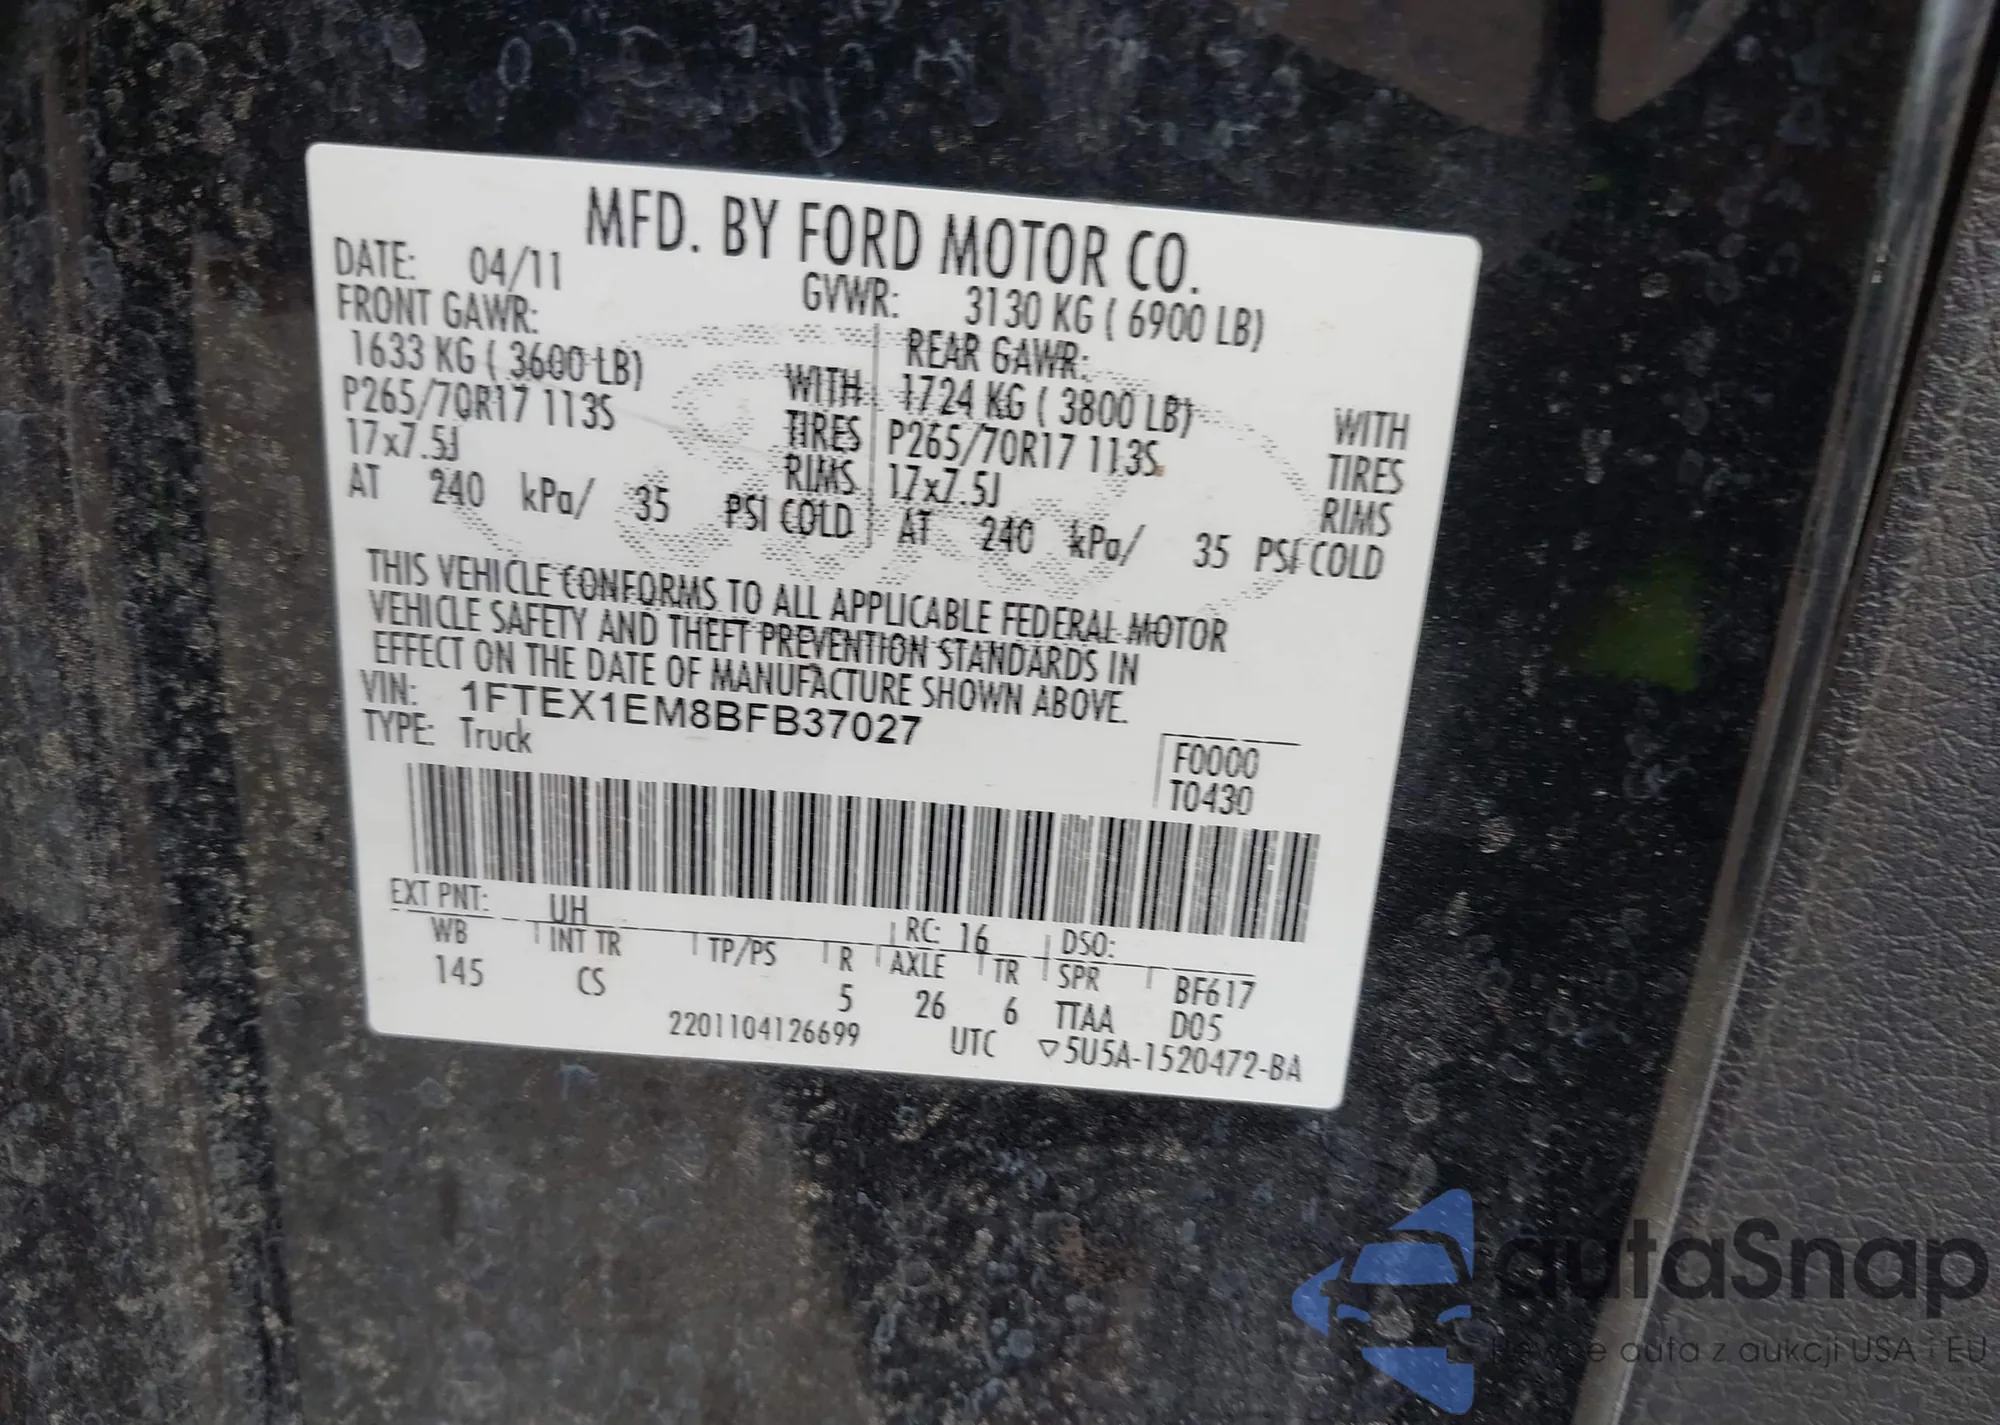 MFD. BY FORD MOTOR CO.
DATE: 04/11 GVWR: 3130 KG ( 6900 LB)
FRONT GAWR: REAR GAWR:
1633 KG ( 3600 LB) WITH 1724 KG ( 3800 LB) WITH
P265/70R17 113S TIRES P265/70R17 113S TIRES
17x7.5J RIMS 17x7.5J RIMS
AT 240 kPa/ 35 PSI COLD AT 240 kPa/ 35 PSI COLD
THIS VEHICLE CONFORMS TO ALL APPLICABLE FEDERAL MOTOR
VEHICLE SAFETY AND THEFT PREVENTION STANDARDS IN
EFFECT ON THE DATE OF MANUFACTURE SHOWN ABOVE.
VIN: 1FTEX1EM8BFB37027
TYPE: Truck
F0000
T0430
EXT PNT: UH RC: 16 DSO:
WB INT TR TP/PS R AXLE TR SPR BF617
145 CS 5 26 6 TTAA D05
2201104126699 UTC ▽5U5A-1520472-BA
autaSnap
auta z aukcji USA i EU